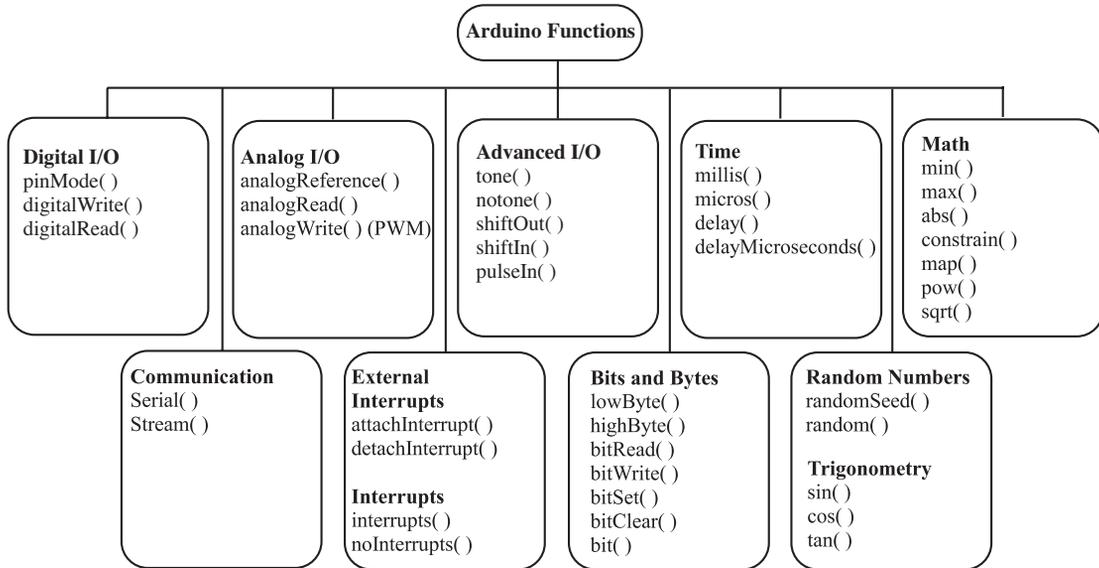 Arduino Functions
Digital I/O
pinMode( )
digitalWrite( )
digitalRead( )
Analog I/O
analogReference( )
analogRead( )
analogWrite( ) (PWM)
Advanced I/O
tone( )
notone( )
shiftOut( )
shiftIn( )
pulseIn( )
Time
millis( )
micros( )
delay( )
delayMicroseconds( )
Math
min( )
max( )
abs( )
constrain( )
map( )
pow( )
sqrt( )
Communication
Serial( )
Stream( )
External
Interrupts
attachInterrupt( )
detachInterrupt( )
Interrupts
interrupts( )
noInterrupts( )
Bits and Bytes
lowByte( )
highByte( )
bitRead( )
bitWrite( )
bitSet( )
bitClear( )
bit( )
Random Numbers
randomSeed( )
random( )
Trigonometry
sin( )
cos( )
tan( )